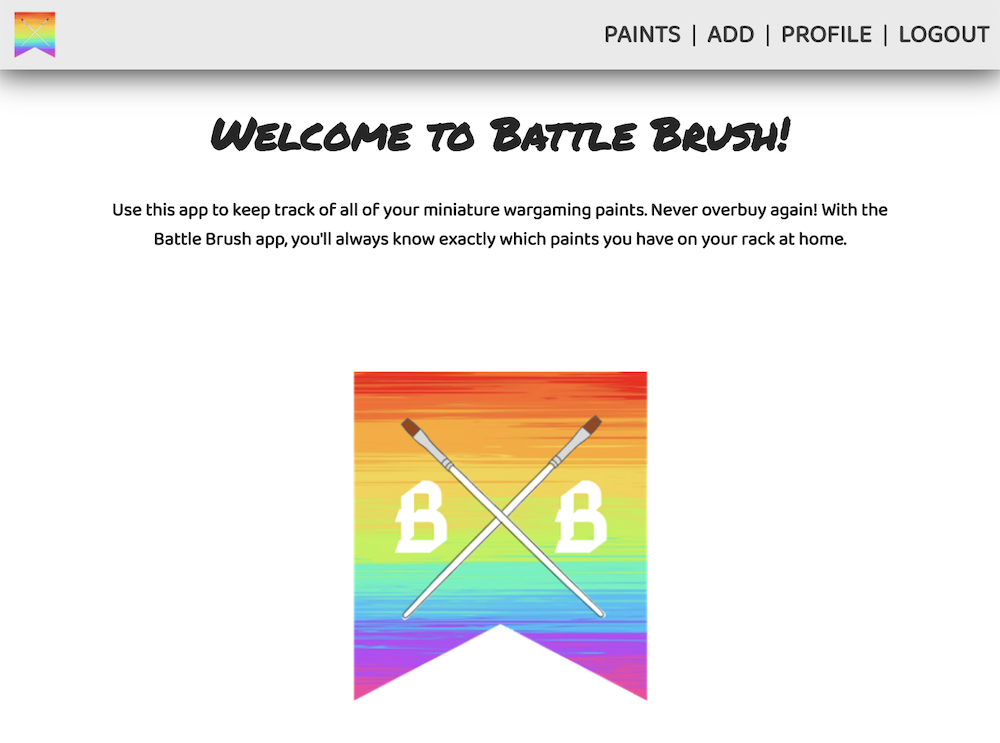 PAINTS | ADD | PROFILE | LOGOUT
Welcome to Battle Brush!
Use this app to keep track of all of your miniature wargaming paints. Never overbuy again! With the
Battle Brush app, you'll always know exactly which paints you have on your rack at home.
B B